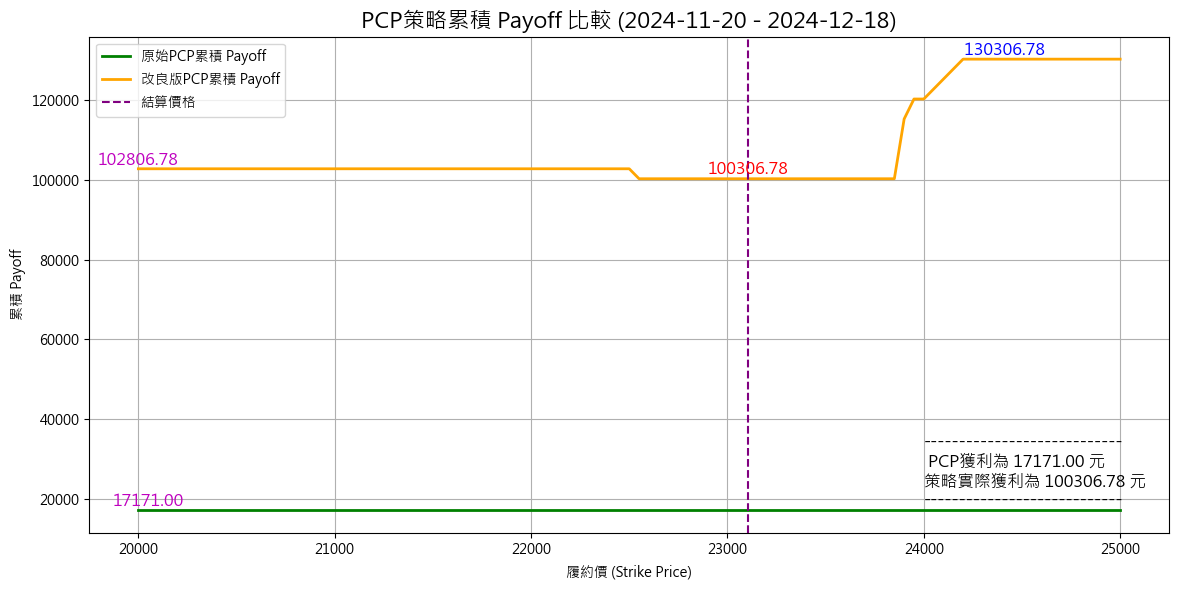 PCP策略累積 Payoff 比較 (2024-11-20 - 2024-12-18)
原始PCP累積 Payoff
改良版PCP累積 Payoff
結算價格
130306.78
102806.78
100306.78
17171.00
PCP獲利為 17171.00 元
策略實際獲利為 100306.78 元
累積 Payoff
120000
100000
80000
60000
40000
20000
20000
21000
22000
23000
24000
25000
履約價 (Strike Price)